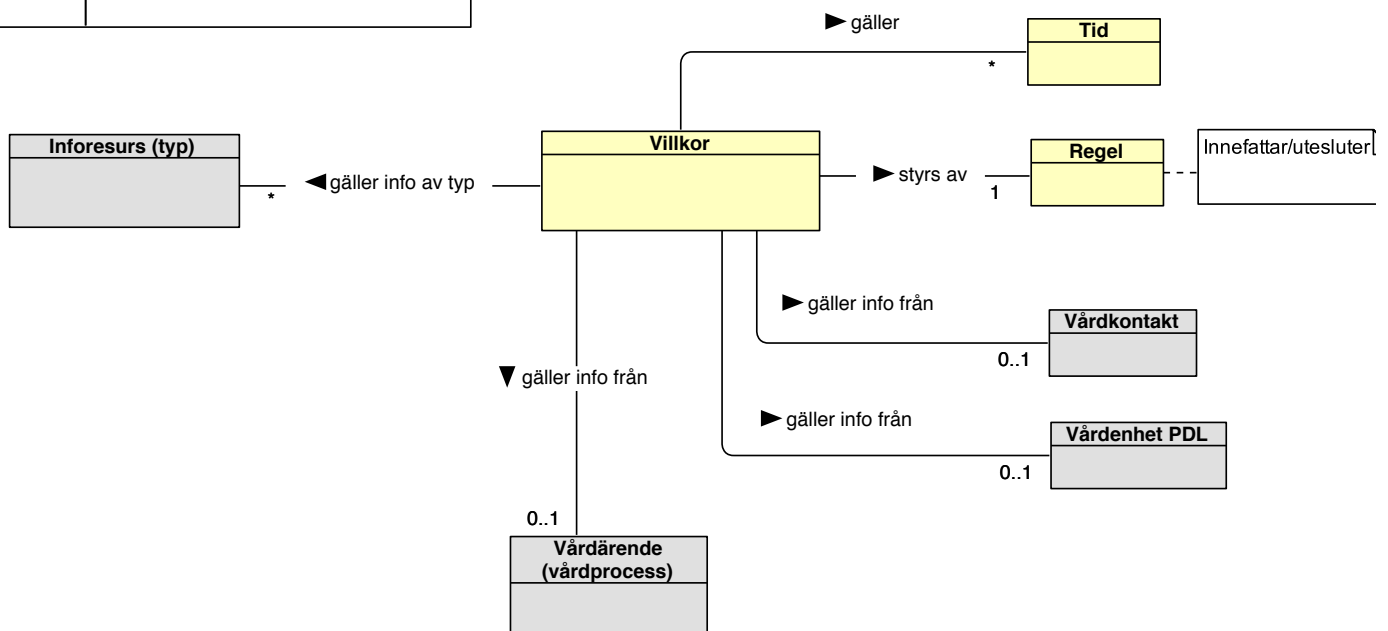 gäller
Tid
*
Inforesurs (typ)
Villkor
Regel
Innefattar/utesluter
gäller info av typ
styrs av
*
1
gäller info från
Vårdkontakt
0..1
gäller info från
gäller info från
Vårdenhet PDL
0..1
0..1
Vårdärende
(vårdprocess)